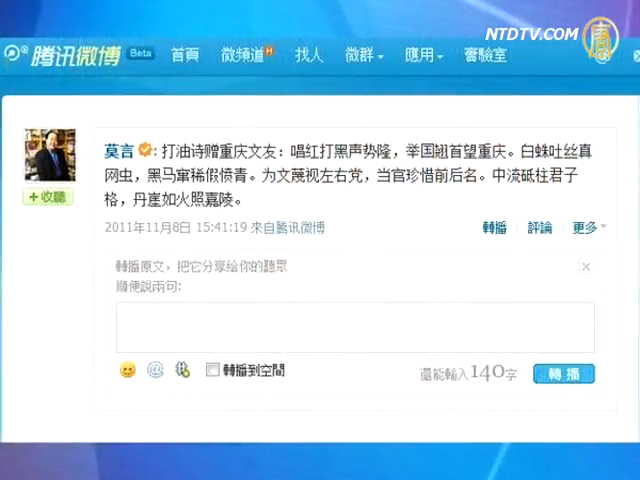 NTDTV.COM
腾讯微博 Beta 首頁 微頻道 H 找人 微群 應用 實驗室
莫言: 打油诗赠重庆文友：唱红打黑声势隆，举国翘首望重庆。白蛛吐丝真
网虫，黑马窜稀假愤青。为文蔑视左右党，当官珍惜前后名。中流砥柱君子
格，丹崖如火照嘉陵。
+收聽
2011年11月8日 15:41:19 來自腾讯微博 轉播 評論 更多
轉播原文，把它分享給你的聽眾
順便說兩句:
轉播到空間 還能輸入140字 轉播